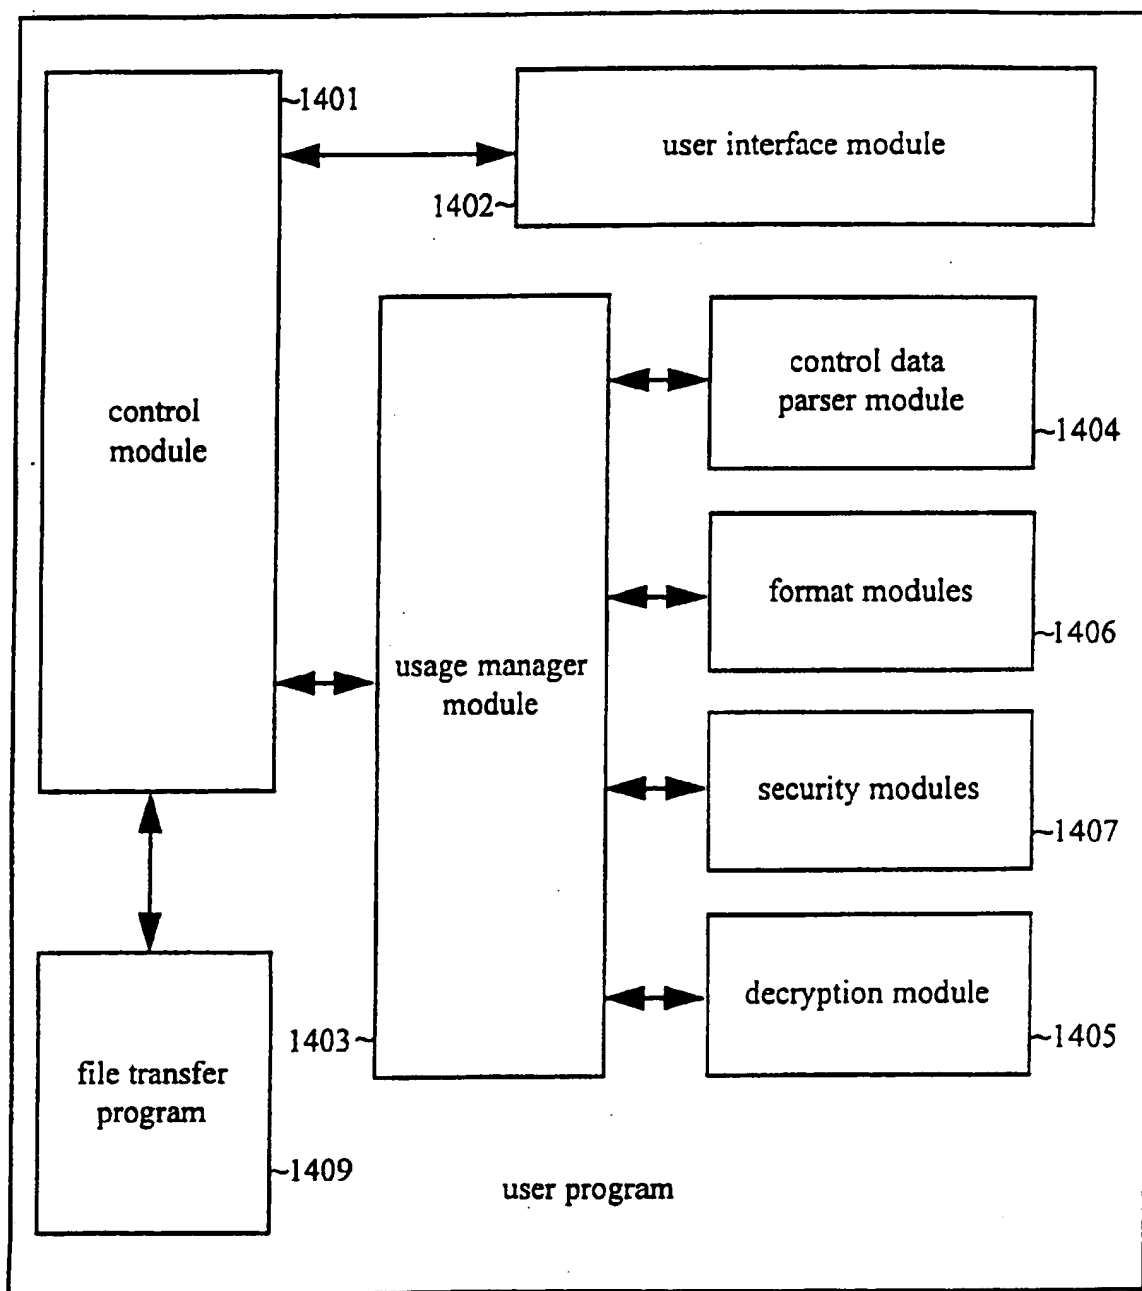 1401
user interface module
1402
control
module
control data
parser module
1404
format modules
1406
usage manager
module
security modules
1407
decryption module
1405
1403
file transfer
program
1409
user program